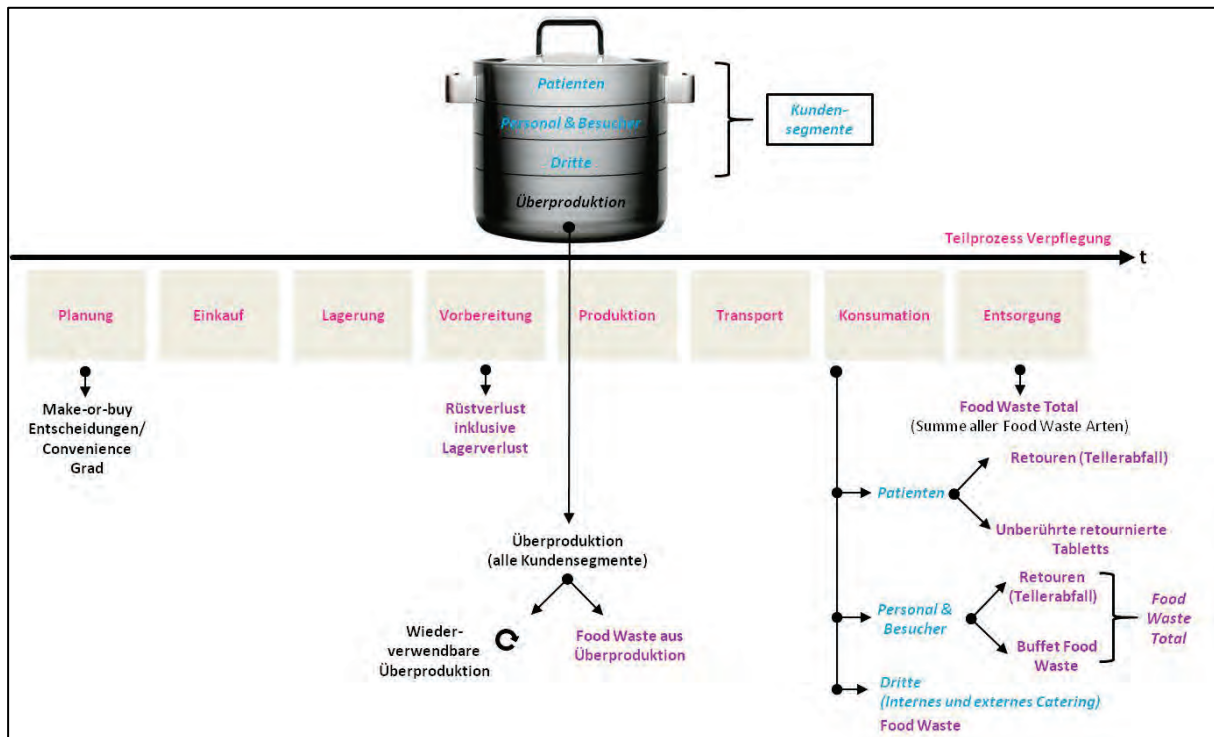 Patienten
Personal & Besucher
Dritte
Überproduktion
Kunden-
segmente
Teilprozess Verpflegung
t
Planung
Einkauf
Lagerung
Vorbereitung
Produktion
Transport
Konsumation
Entsorgung
Make-or-buy
Entscheidungen/
Convenience
Grad
Rüstverlust
inklusive
Lagerverlust
Food Waste Total
(Summe aller Food Waste Arten)
Retouren (Tellerabfall)
Patienten
Unberührte retournierte
Tabletts
Überproduktion
(alle Kundensegmente)
Wieder-
verwendbare
Überproduktion
Food Waste aus
Überproduktion
Retouren
(Tellerabfall)
Personal &
Besucher
Buffet Food
Waste
Food
Waste
Total
Dritte
(Internes und externes Catering)
Food Waste